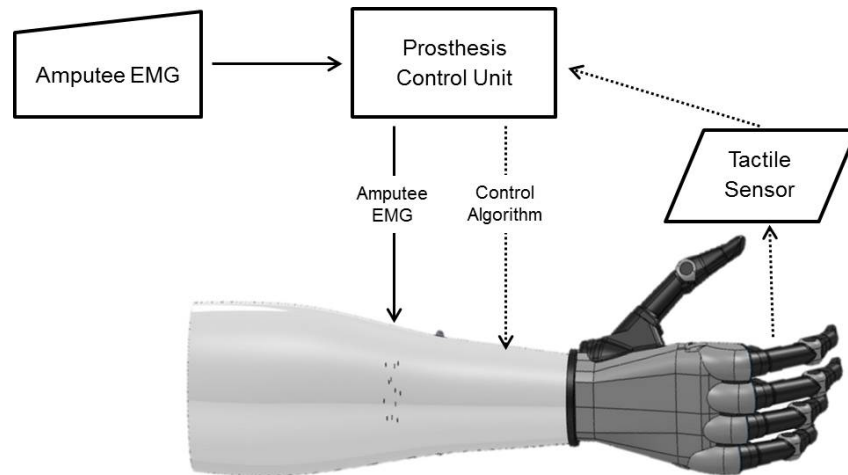 Amputee EMG
Prosthesis
Control Unit
Tactile
Sensor
Amputee
EMG
Control
Algorithm